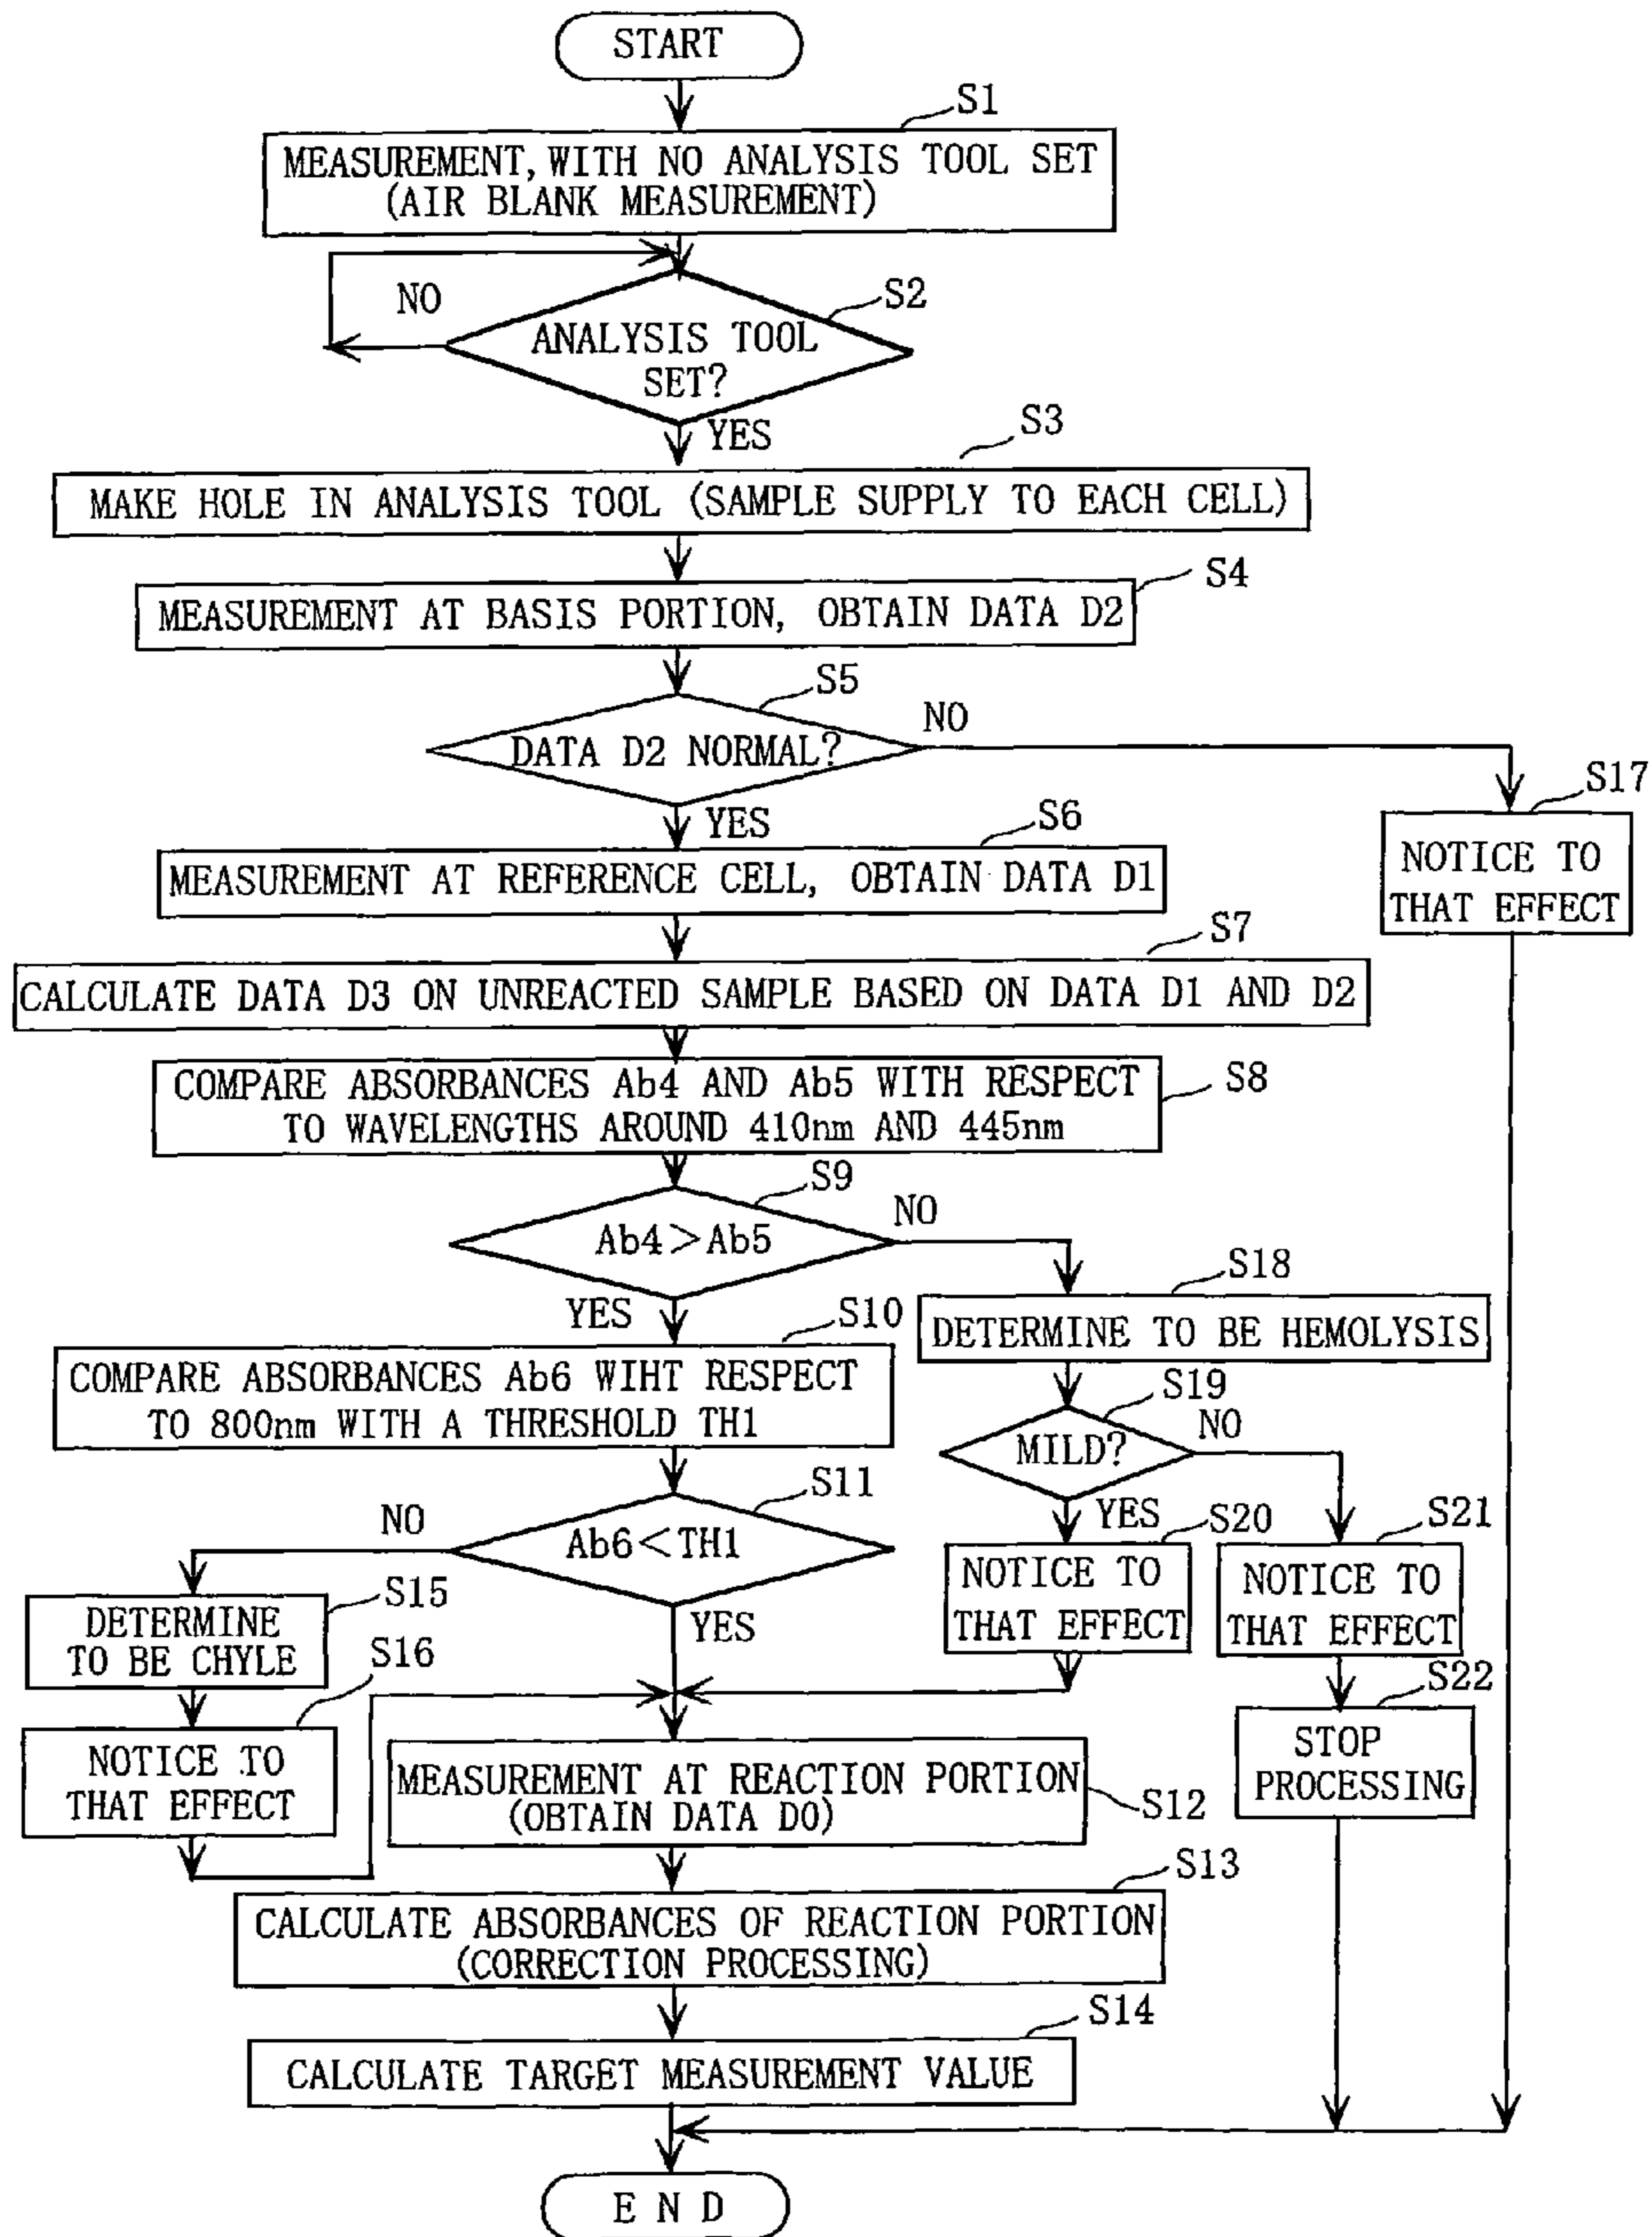 START
S1
MEASUREMENT, WITH NO ANALYSIS TOOL SET
(AIR BLANK MEASUREMENT)
NO
S2
ANALYSIS TOOL
SET?
YES
S3
MAKE HOLE IN ANALYSIS TOOL (SAMPLE SUPPLY TO EACH CELL)
S4
MEASUREMENT AT BASIS PORTION, OBTAIN DATA D2
S5
DATA D2 NORMAL?
NO
YES
S17
NOTICE TO
THAT EFFECT
S6
MEASUREMENT AT REFERENCE CELL, OBTAIN DATA D1
S7
CALCULATE DATA D3 ON UNREACTED SAMPLE BASED ON DATA D1 AND D2
S8
COMPARE ABSORBANCES Ab4 AND Ab5 WITH RESPECT
TO WAVELENGTHS AROUND 410nm AND 445nm
S9
Ab4>Ab5
NO
YES
S18
DETERMINE TO BE HEMOLYSIS
S10
COMPARE ABSORBANCES Ab6 WIHT RESPECT
TO 800nm WITH A THRESHOLD TH1
S19
MILD?
NO
YES
S11
Ab6<TH1
NO
YES
S20
NOTICE TO
THAT EFFECT
S21
NOTICE TO
THAT EFFECT
S15
DETERMINE
TO BE CHYLE
S16
NOTICE TO
THAT EFFECT
S22
STOP
PROCESSING
MEASUREMENT AT REACTION PORTION
(OBTAIN DATA D0)
S12
S13
CALCULATE ABSORBANCES OF REACTION PORTION
(CORRECTION PROCESSING)
S14
CALCULATE TARGET MEASUREMENT VALUE
END